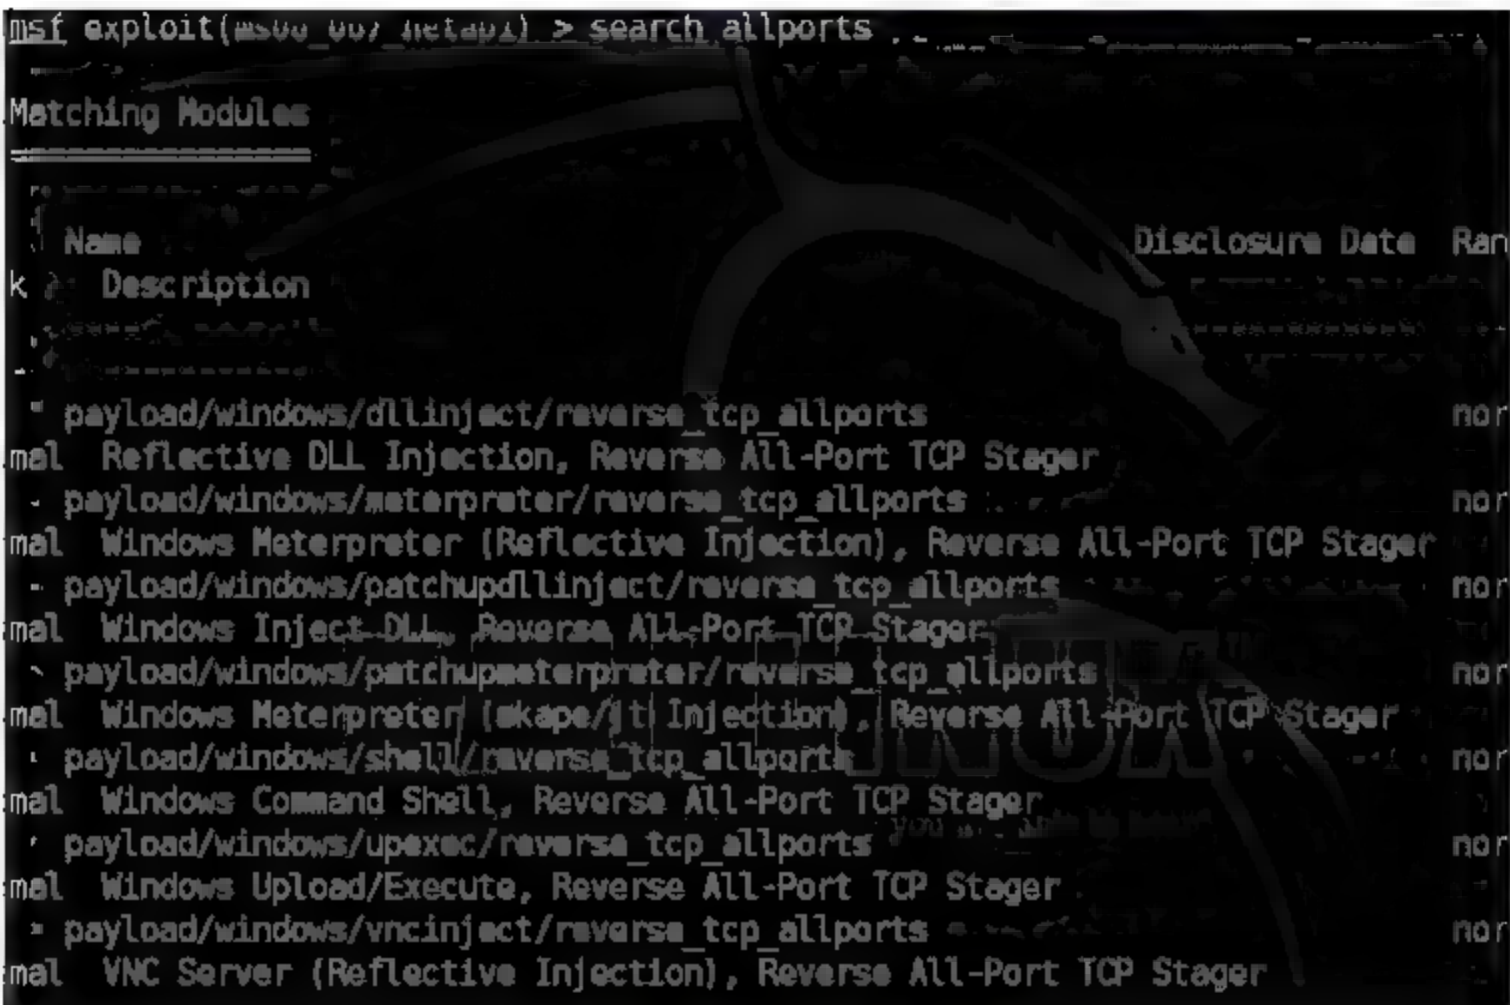 msf exploit(ms08_067_netapi) > search allports
Matching Modules
================
Name Disclosure Date Ran
k Description
payload/windows/dllinject/reverse_tcp_allports nor
mal Reflective DLL Injection, Reverse All-Port TCP Stager
payload/windows/meterpreter/reverse_tcp_allports nor
mal Windows Meterpreter (Reflective Injection), Reverse All-Port TCP Stager
payload/windows/patchupdllinject/reverse_tcp_allports nor
mal Windows Inject DLL, Reverse All-Port TCP Stager
payload/windows/patchupmeterpreter/reverse_tcp_allports nor
mal Windows Meterpreter (skape/jt Injection), Reverse All-Port TCP Stager
payload/windows/shell/reverse_tcp_allports nor
mal Windows Command Shell, Reverse All-Port TCP Stager
payload/windows/upexec/reverse_tcp_allports nor
mal Windows Upload/Execute, Reverse All-Port TCP Stager
payload/windows/vncinject/reverse_tcp_allports nor
mal VNC Server (Reflective Injection), Reverse All-Port TCP Stager